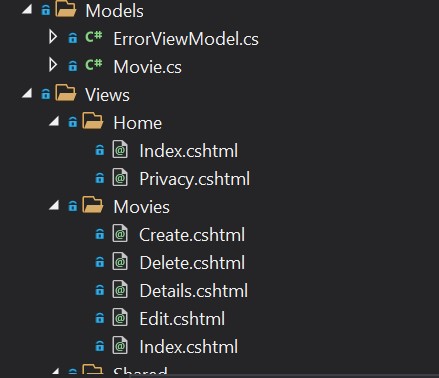 Models
C# ErrorViewModel.cs
C# Movie.cs
Views
Home
@ Index.cshtml
@ Privacy.cshtml
Movies
@ Create.cshtml
@ Delete.cshtml
@ Details.cshtml
@ Edit.cshtml
@ Index.cshtml
Shared